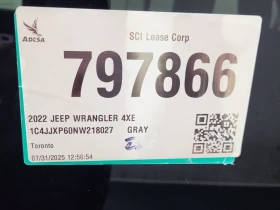 ADESA
SCI Lease Corp
797866
2022 JEEP WRANGLER 4XE
1C4JJXP60NW218027 GRAY
Toronto
07/31/2025 12:56:54